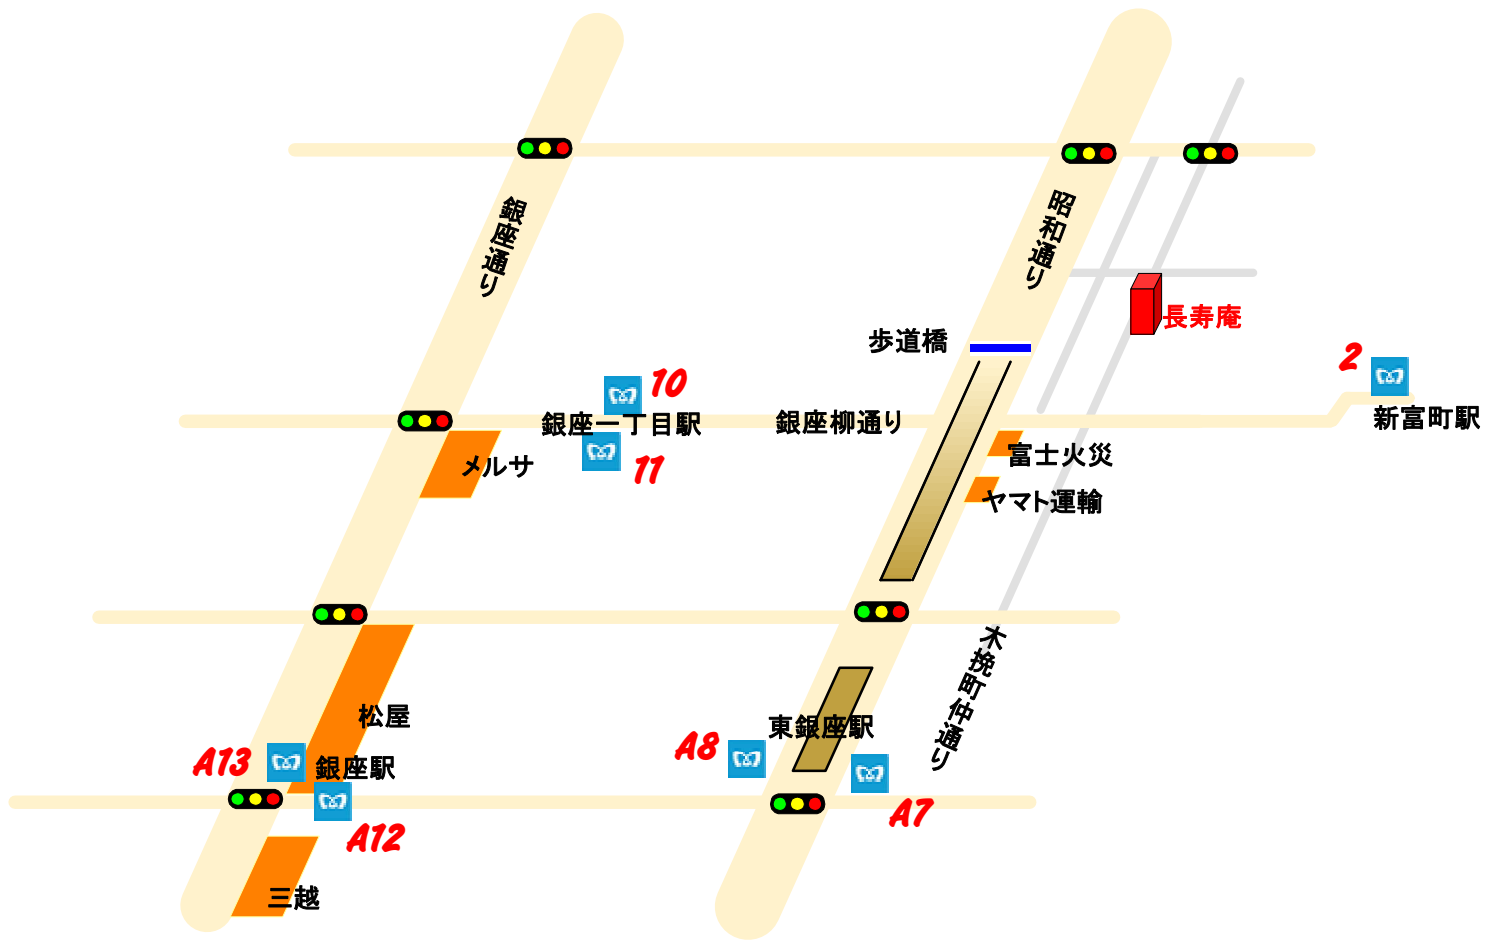 銀座通り
昭和通り
長寿庵
歩道橋
2
新富町駅
10
銀座一丁目駅
銀座柳通り
11
メルサ
富士火災
ヤマト運輸
木挽町仲通り
松屋
東銀座駅
A8
A13
銀座駅
A7
A12
三越